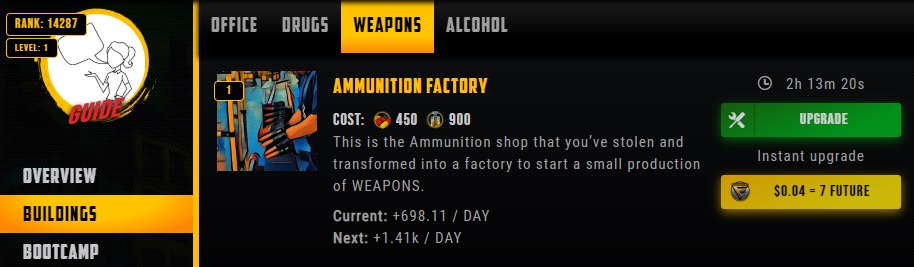 RANK: 14287
LEVEL: 1
GUIDE
OVERVIEW
BUILDINGS
BOOTCAMP
OFFICE DRUGS WEAPONS ALCOHOL
1
AMMUNITION FACTORY
COST: 450 900
This is the Ammunition shop that you've stolen and
transformed into a factory to start a small production
of WEAPONS.
Current: +698.11 / DAY
Next: +1.41k / DAY
2h 13m 20s
UPGRADE
Instant upgrade
$0.04 = 7 FUTURE